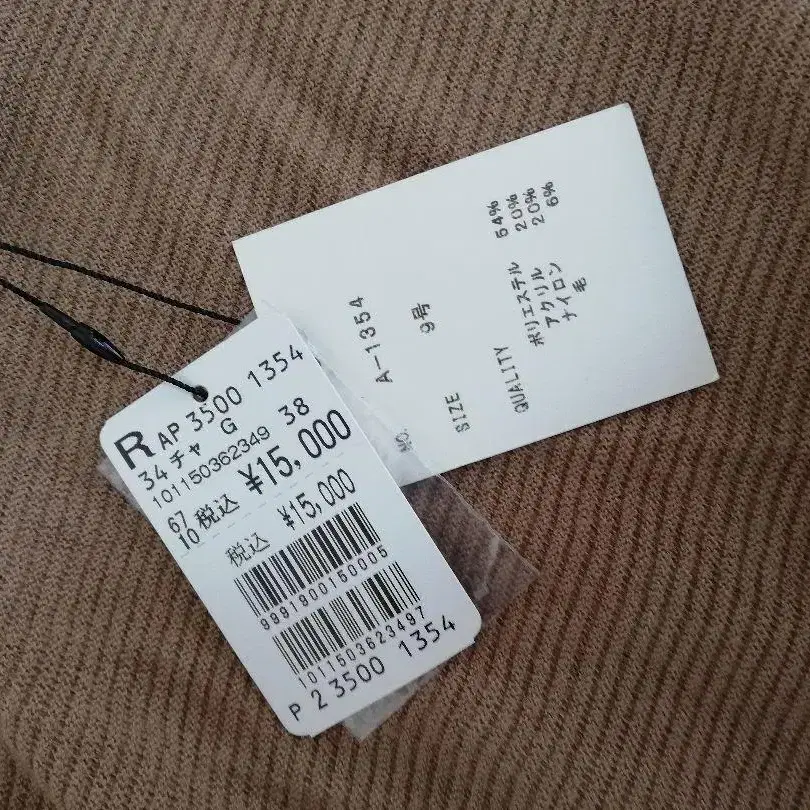 R AP 3500 1354
34 チャ G 38
101150362349
67
10 税込 ¥15,000
税込 ¥15,000
9991900150005
1011503623497
P 2 3500 1354
NO. A-1354
SIZE 9号
QUALITY
ポリエステル 54%
アクリル 20%
ナイロン 20%
毛 6%